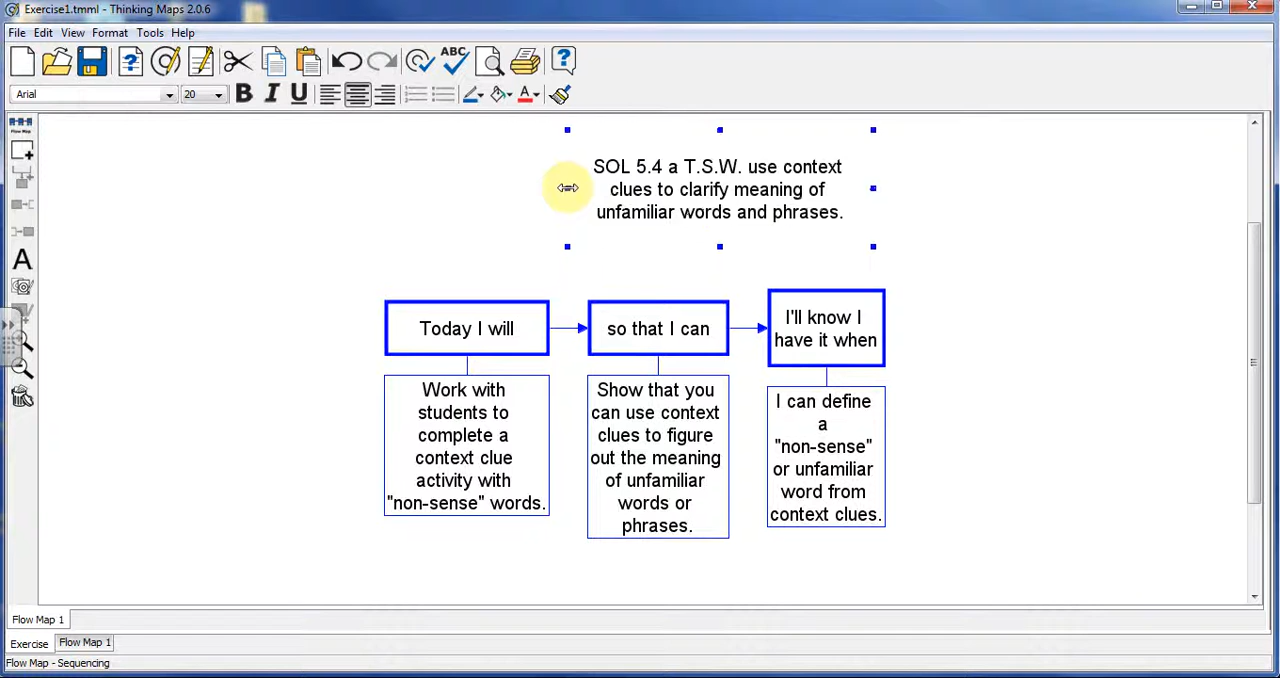 Exercise1.tmml - Thinking Maps 2.0.6
File Edit View Format Tools Help
ABC
Arial 20 B I U A
Flow Map
A
SOL 5.4 a T.S.W. use context
clues to clarify meaning of
unfamiliar words and phrases.
Today I will
so that I can
I'll know I
have it when
Work with
students to
complete a
context clue
activity with
"non-sense" words.
Show that you
can use context
clues to figure
out the meaning
of unfamiliar
words or
phrases.
I can define
a
"non-sense"
or unfamiliar
word from
context clues.
Flow Map 1
Exercise Flow Map 1
Flow Map - Sequencing